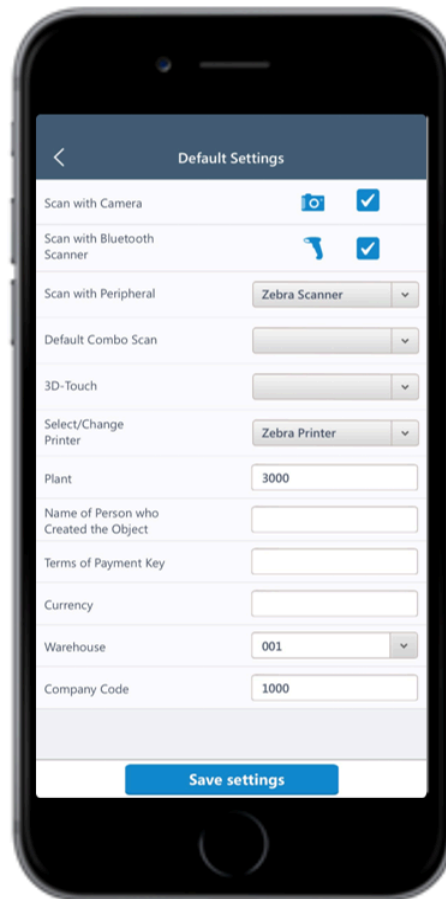 Default Settings
Scan with Camera
Scan with Bluetooth
Scanner
Scan with Peripheral
Zebra Scanner
Default Combo Scan
3D-Touch
Select/Change
Printer
Zebra Printer
Plant
3000
Name of Person who
Created the Object
Terms of Payment Key
Currency
Warehouse
001
Company Code
1000
Save settings